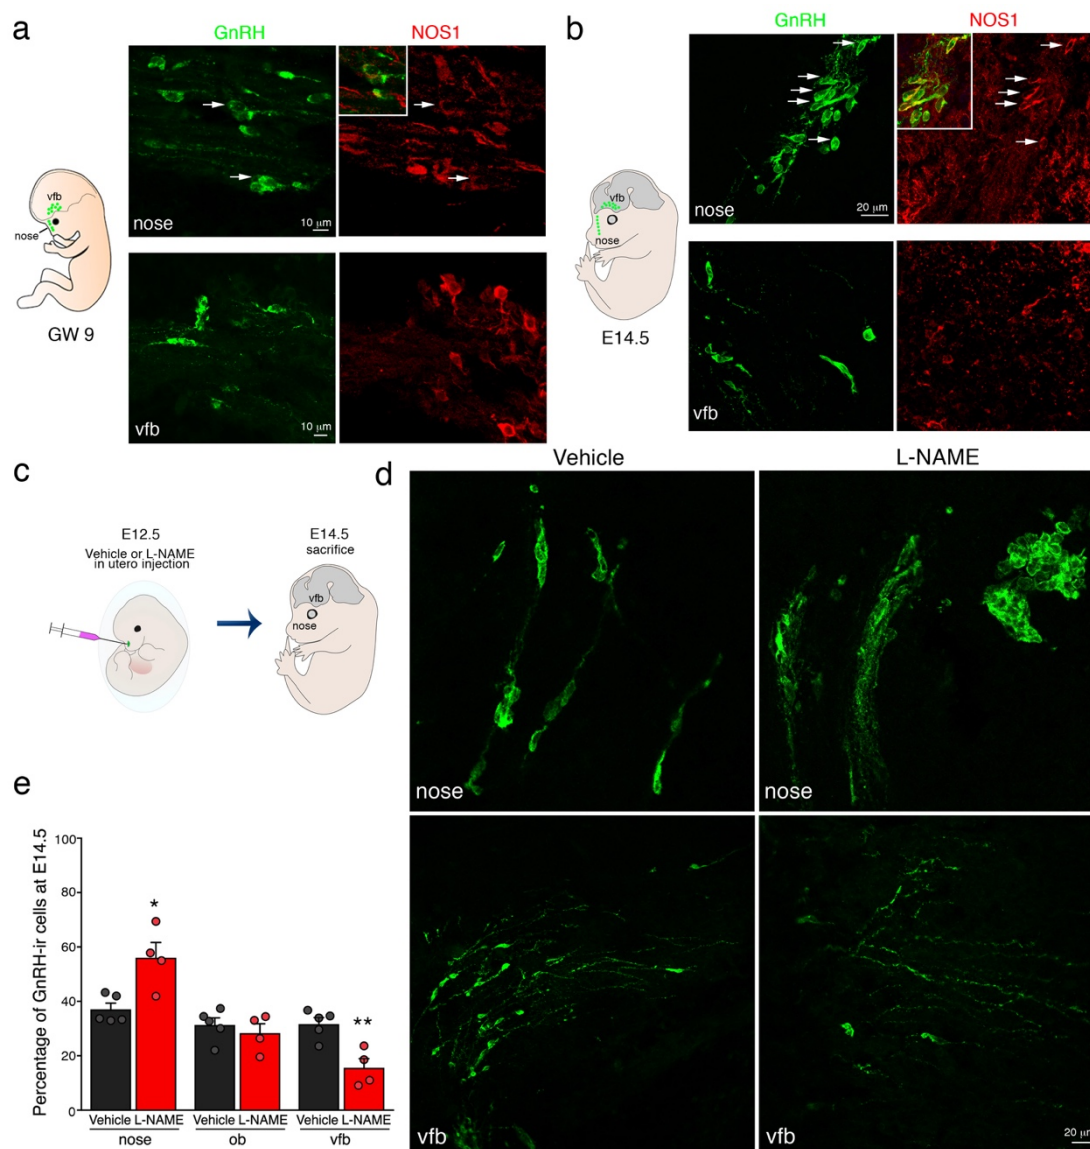 a
GnRH
NOS1
vfb
nose
GW 9
nose
10 μm
vfb
10 μm
b
GnRH
NOS1
vfb
nose
E14.5
nose
20 μm
vfb
c
E12.5
Vehicle or L-NAME
in utero injection
E14.5
sacrifice
vfb
nose
d
Vehicle
L-NAME
nose
nose
vfb
vfb
20 μm
e
Percentage of GnRH-ir cells at E14.5
100
80
60
40
20
0
*
**
Vehicle L-NAME Vehicle L-NAME Vehicle L-NAME
nose ob vfb